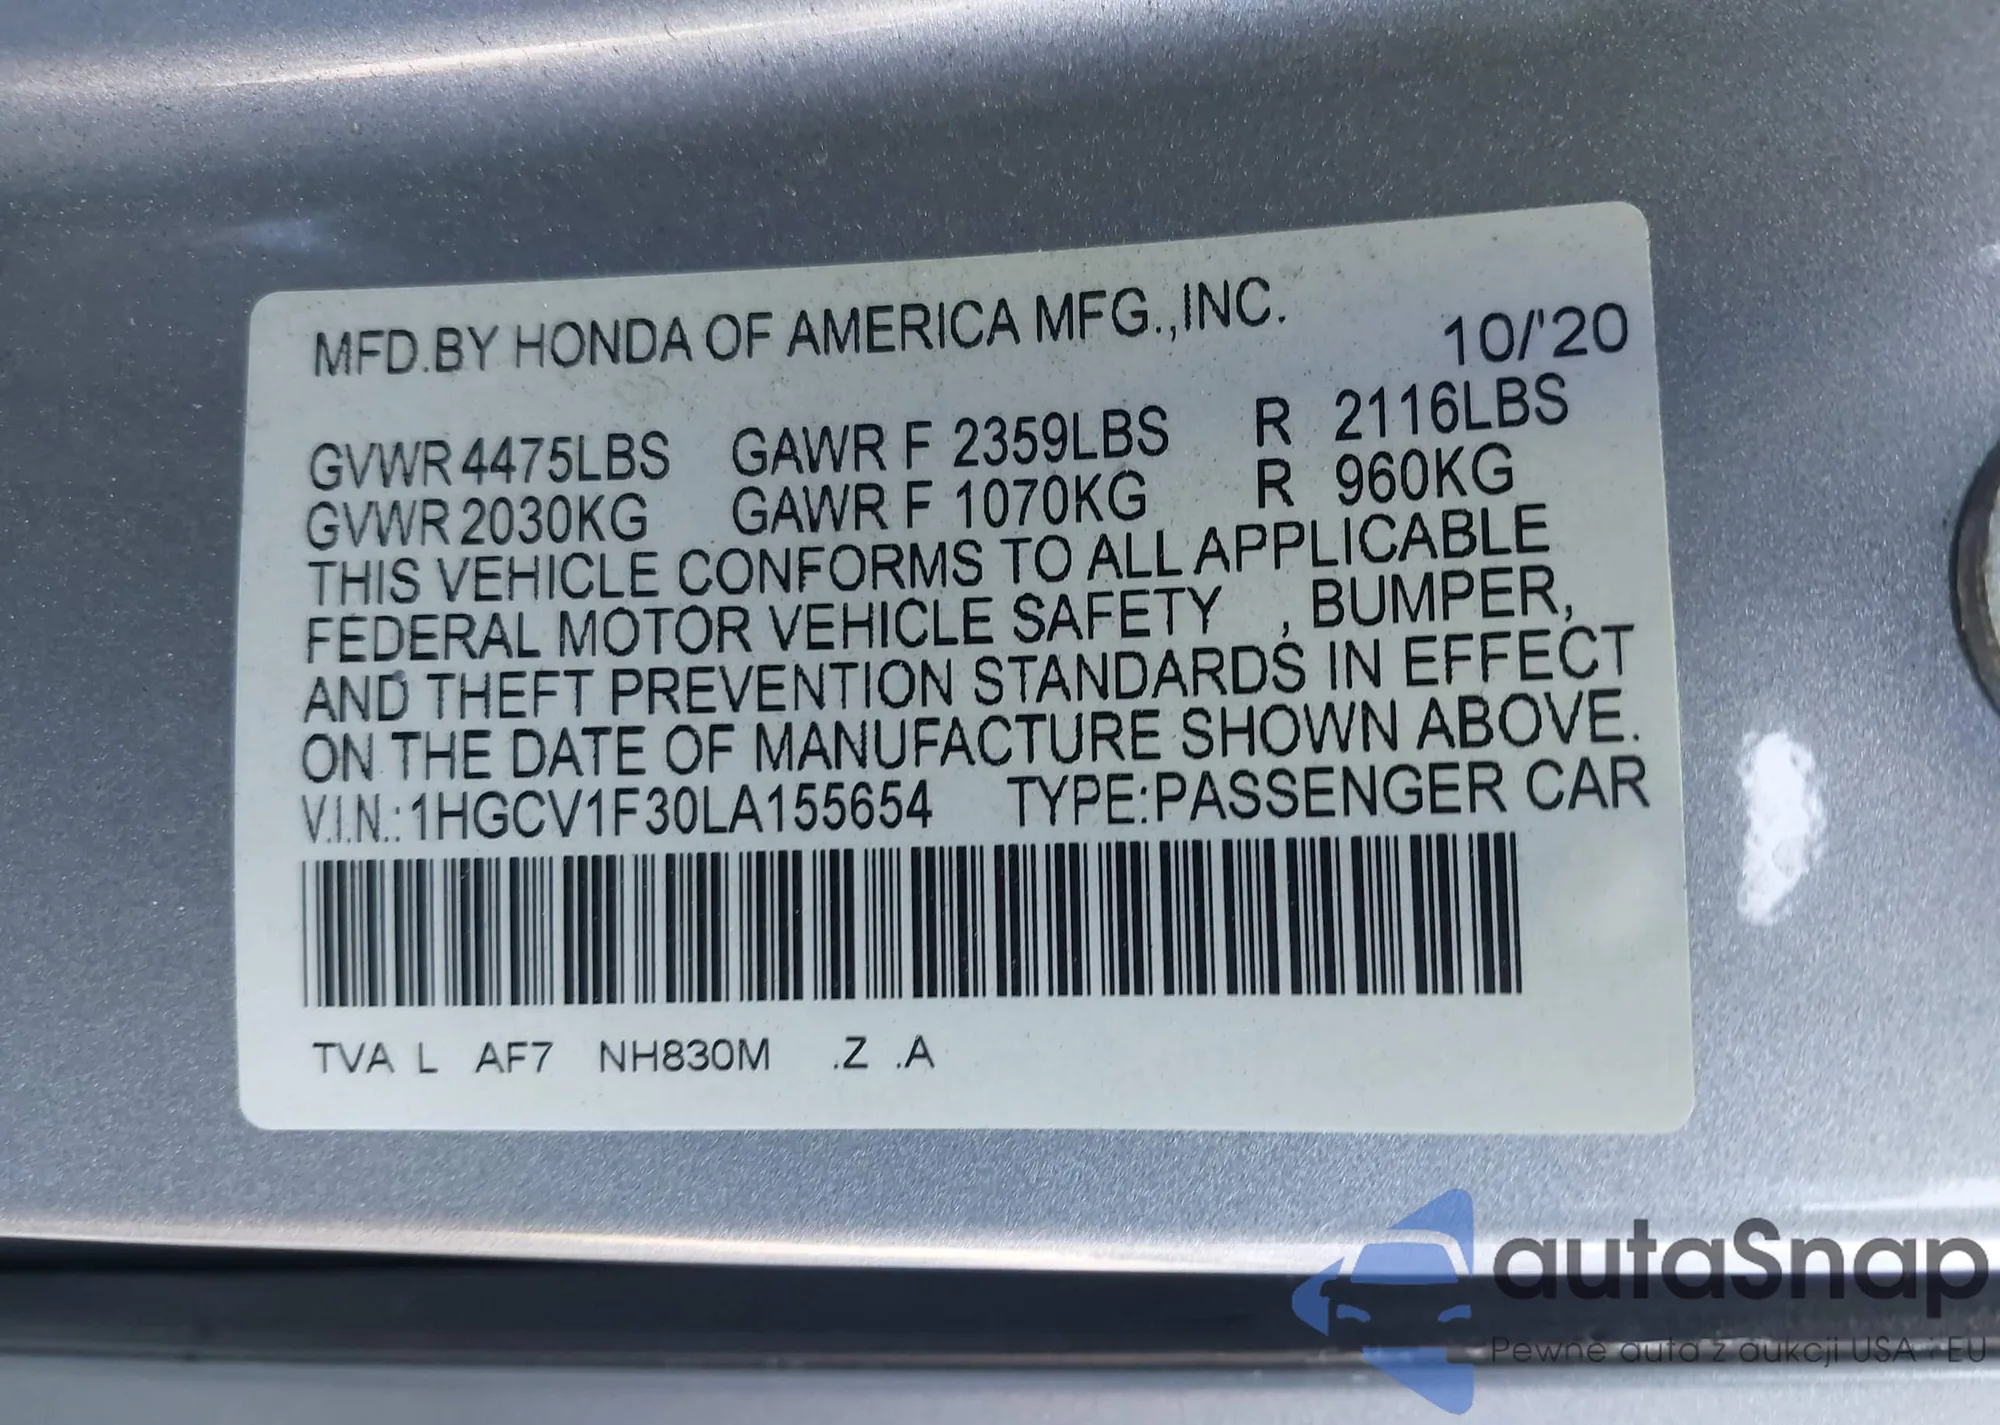 MFD.BY HONDA OF AMERICA MFG.,INC. 10/'20
GVWR 4475LBS GAWR F 2359LBS R 2116LBS
GVWR 2030KG GAWR F 1070KG R 960KG
THIS VEHICLE CONFORMS TO ALL APPLICABLE
FEDERAL MOTOR VEHICLE SAFETY , BUMPER,
AND THEFT PREVENTION STANDARDS IN EFFECT
ON THE DATE OF MANUFACTURE SHOWN ABOVE.
V.I.N.: 1HGCV1F30LA155654 TYPE:PASSENGER CAR
TVA L AF7 NH830M .Z .A
autaSnap
Pewne auta z aukcji USA i EU